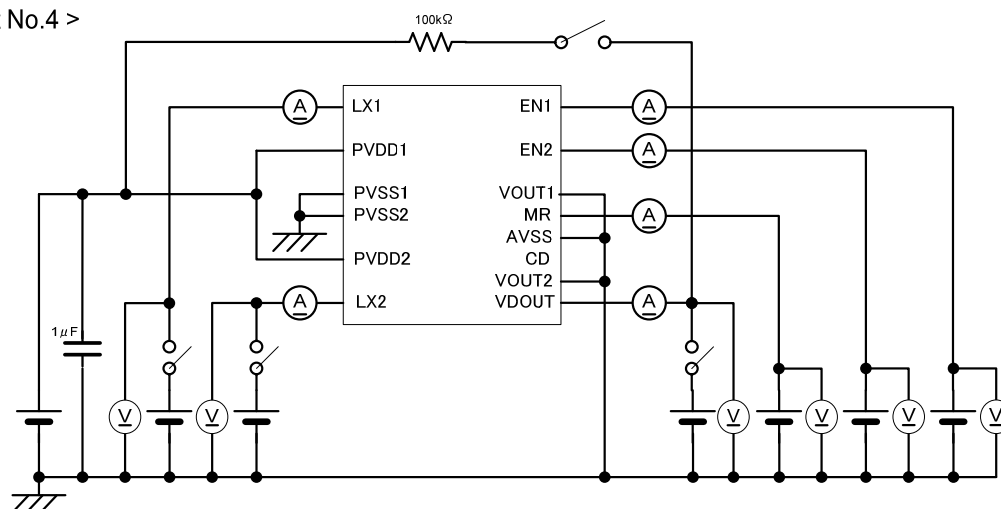 t No.4 >
100kΩ
LX1
PVDD1
PVSS1
PVSS2
PVDD2
LX2
EN1
EN2
VOUT1
MR
AVSS
CD
VOUT2
VDOUT
A
A
A
A
A
A
1μF
V
V
V
V
V
V